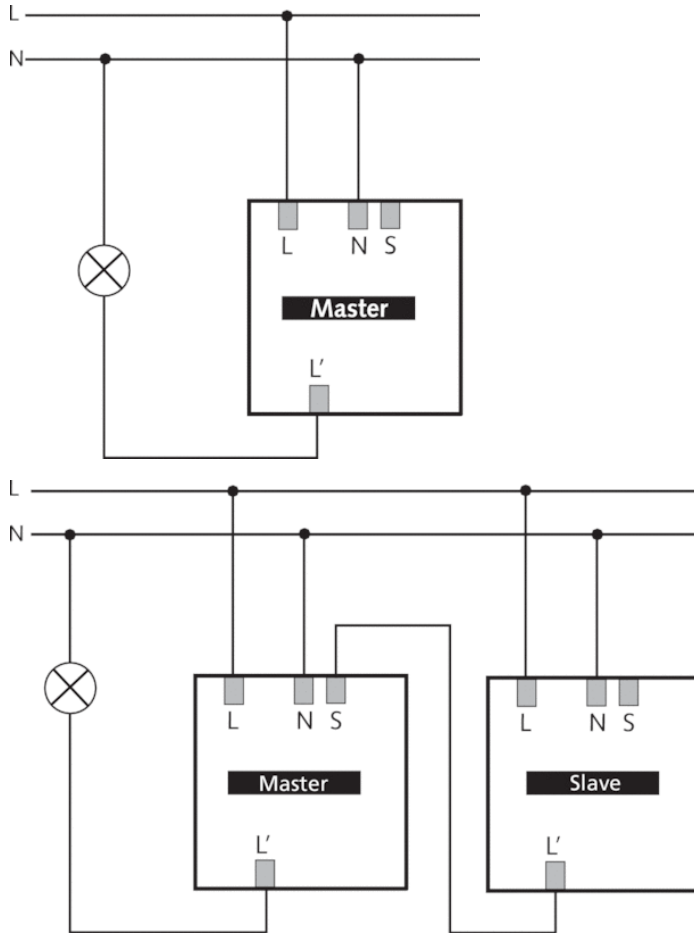 L
N
L N S
Master
L'
L
N
L N S L N S
Master Slave
L' L'